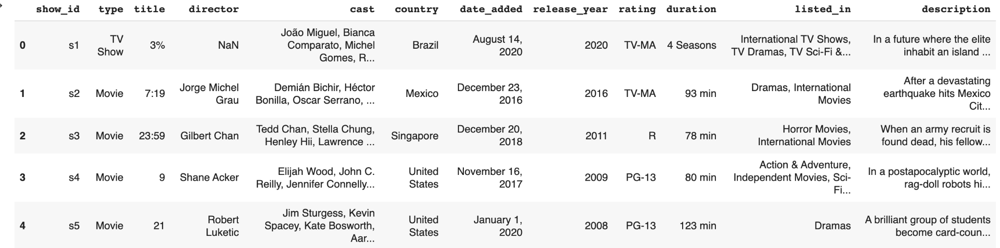 show_id type title director cast country date_added release_year rating duration listed_in description
0 s1 TV Show 3% NaN João Miguel, Bianca Comparato, Michel Gomes, R... Brazil August 14, 2020 2020 TV-MA 4 Seasons International TV Shows, TV Dramas, TV Sci-Fi &... In a future where the elite inhabit an island ...
1 s2 Movie 7:19 Jorge Michel Grau Demián Bichir, Héctor Bonilla, Oscar Serrano, ... Mexico December 23, 2016 2016 TV-MA 93 min Dramas, International Movies After a devastating earthquake hits Mexico Cit...
2 s3 Movie 23:59 Gilbert Chan Tedd Chan, Stella Chung, Henley Hii, Lawrence ... Singapore December 20, 2018 2011 R 78 min Horror Movies, International Movies When an army recruit is found dead, his fellow...
3 s4 Movie 9 Shane Acker Elijah Wood, John C. Reilly, Jennifer Connelly... United States November 16, 2017 2009 PG-13 80 min Action & Adventure, Independent Movies, Sci-Fi... In a postapocalyptic world, rag-doll robots hi...
4 s5 Movie 21 Robert Luketic Jim Sturgess, Kevin Spacey, Kate Bosworth, Aar... United States January 1, 2020 2008 PG-13 123 min Dramas A brilliant group of students become card-coun...